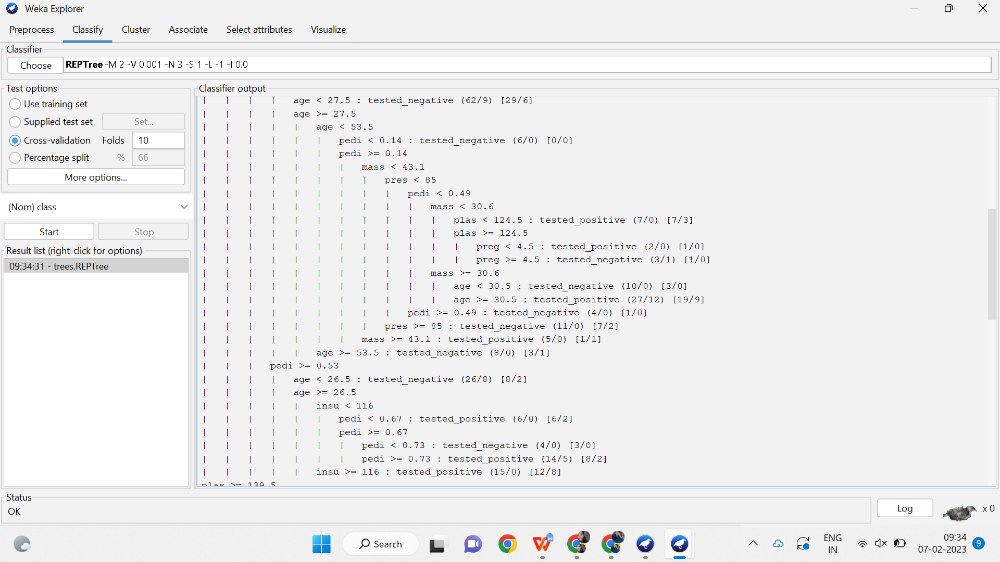 Weka Explorer
Preprocess Classify Cluster Associate Select attributes Visualize
Classifier
Choose REPTree -M 2 -V 0.001 -N 3 -S 1 -L -1 -I 0.0
Test options
Use training set
Supplied test set Set...
Cross-validation Folds 10
Percentage split % 66
More options...
(Nom) class
Start Stop
Result list (right-click for options)
09:34:31 - trees.REPTree
Classifier output
| | | | age < 27.5 : tested_negative (62/9) [29/6]
| | | | age >= 27.5
| | | | | age < 53.5
| | | | | | pedi < 0.14 : tested_negative (6/0) [0/0]
| | | | | | pedi >= 0.14
| | | | | | | mass < 43.1
| | | | | | | | pres < 85
| | | | | | | | | pedi < 0.49
| | | | | | | | | | mass < 30.6
| | | | | | | | | | | plas < 124.5 : tested_positive (7/0) [7/3]
| | | | | | | | | | | plas >= 124.5
| | | | | | | | | | | | preg < 4.5 : tested_positive (2/0) [1/0]
| | | | | | | | | | | | preg >= 4.5 : tested_negative (3/1) [1/0]
| | | | | | | | | | mass >= 30.6
| | | | | | | | | | | age < 30.5 : tested_negative (10/0) [3/0]
| | | | | | | | | | | age >= 30.5 : tested_positive (27/12) [19/9]
| | | | | | | | | pedi >= 0.49 : tested_negative (4/0) [1/0]
| | | | | | | | pres >= 85 : tested_negative (11/0) [7/2]
| | | | | | | mass >= 43.1 : tested_positive (5/0) [1/1]
| | | | | age >= 53.5 : tested_negative (8/0) [3/1]
| | | pedi >= 0.53
| | | | age < 26.5 : tested_negative (26/8) [8/2]
| | | | age >= 26.5
| | | | | insu < 116
| | | | | | pedi < 0.67 : tested_positive (6/0) [6/2]
| | | | | | pedi >= 0.67
| | | | | | | pedi < 0.73 : tested_negative (4/0) [3/0]
| | | | | | | pedi >= 0.73 : tested_positive (14/5) [8/2]
| | | | | insu >= 116 : tested_positive (15/0) [12/8]
plas >= 139.5
Status
OK
Log
x 0
Search
ENG
IN
09:34
07-02-2023
9